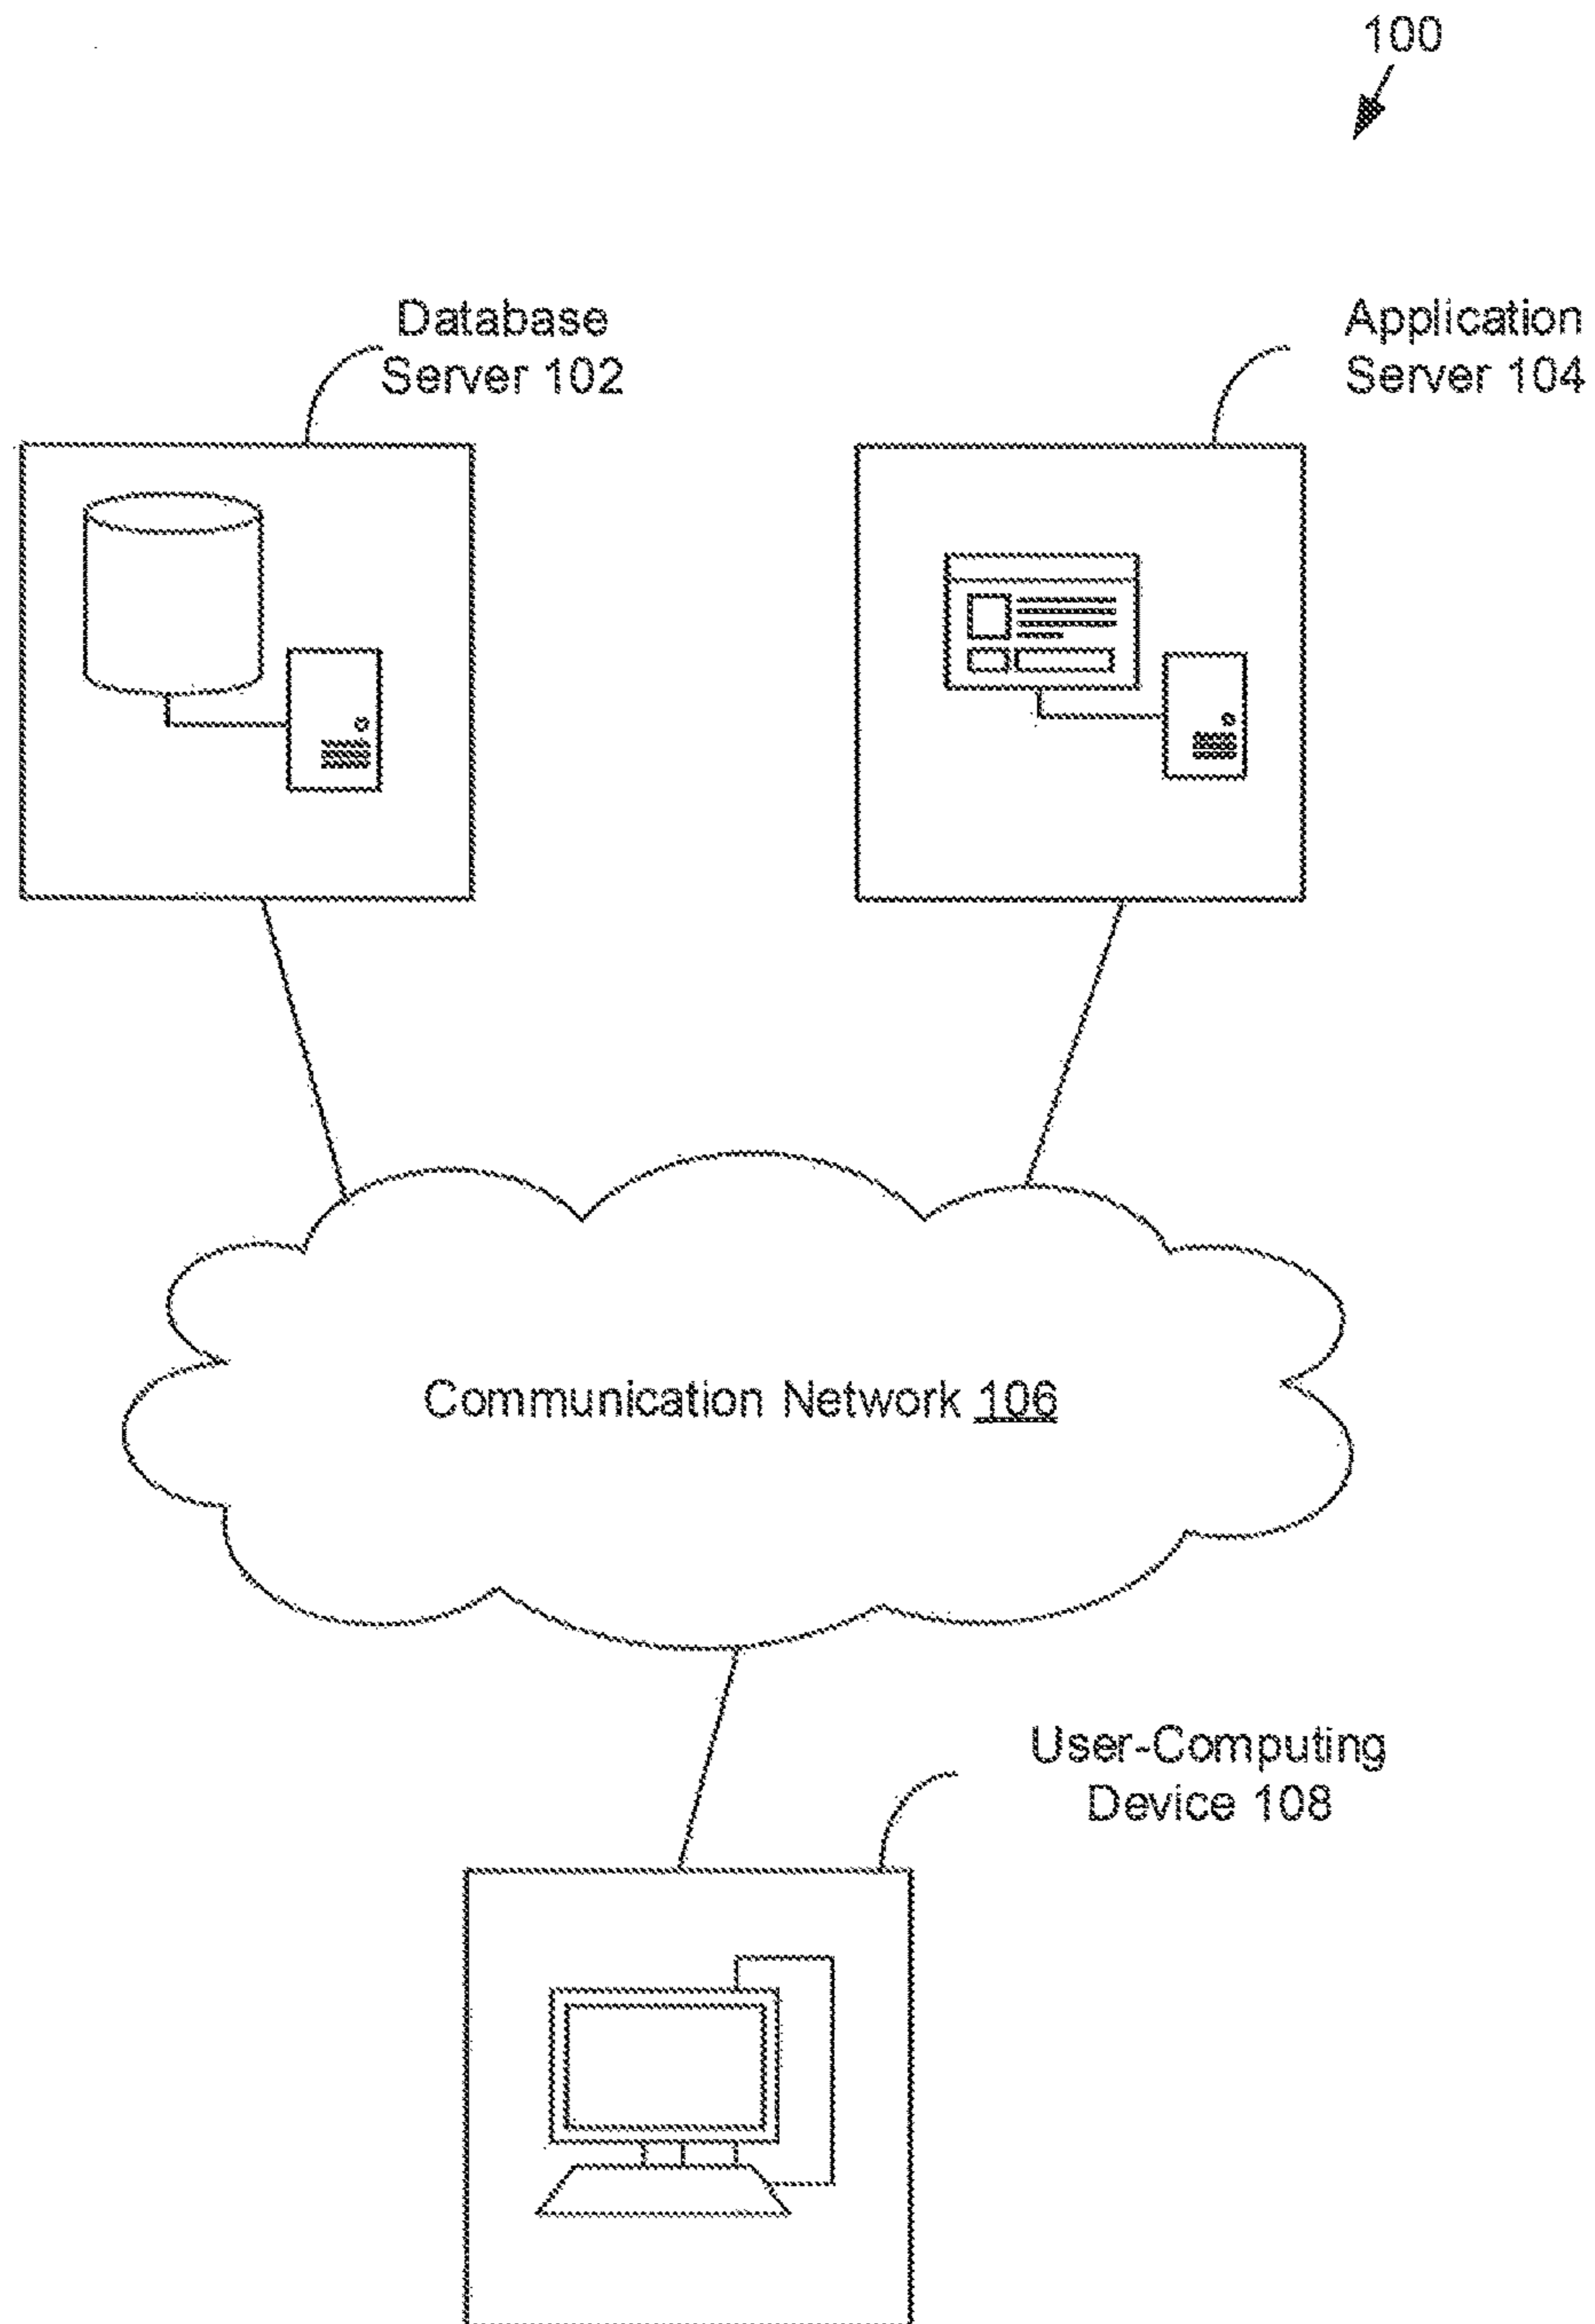 100
Database
Server 102
Application
Server 104
Communication Network 106
User-Computing
Device 108